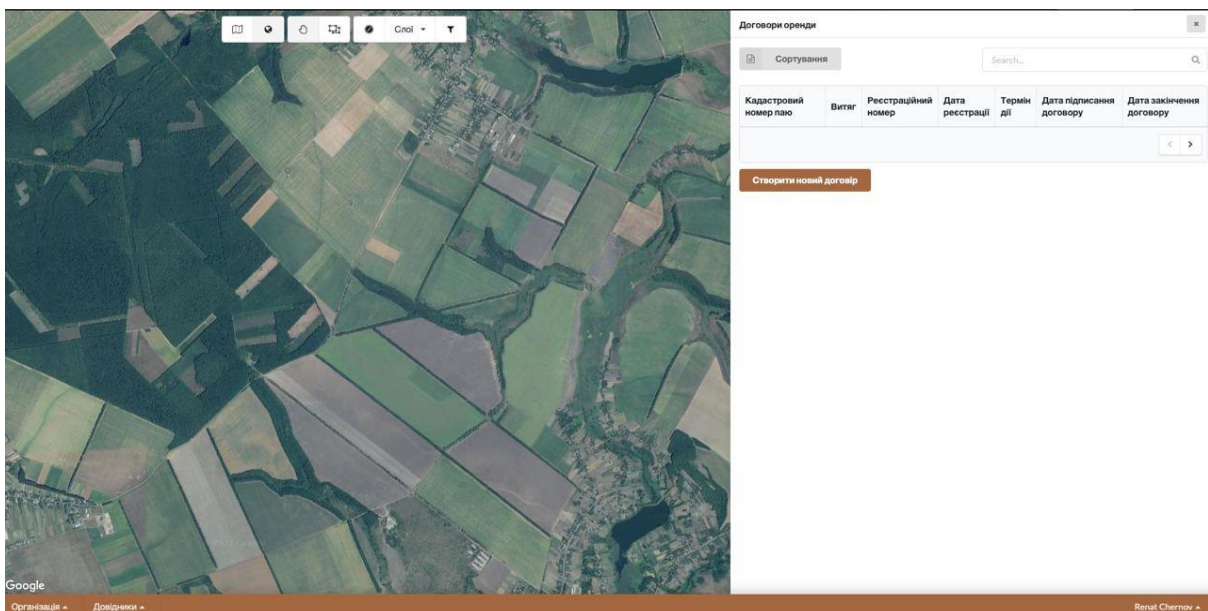 Слої
Договори оренди
Сортування
Search...
Кадастровий
номер паю
Витяг
Реєстраційний
номер
Дата
реєстрації
Термін
дії
Дата підписання
договору
Дата закінчення
договору
Створити новий договір
Google
Організація
Довідники
Renat Chernov